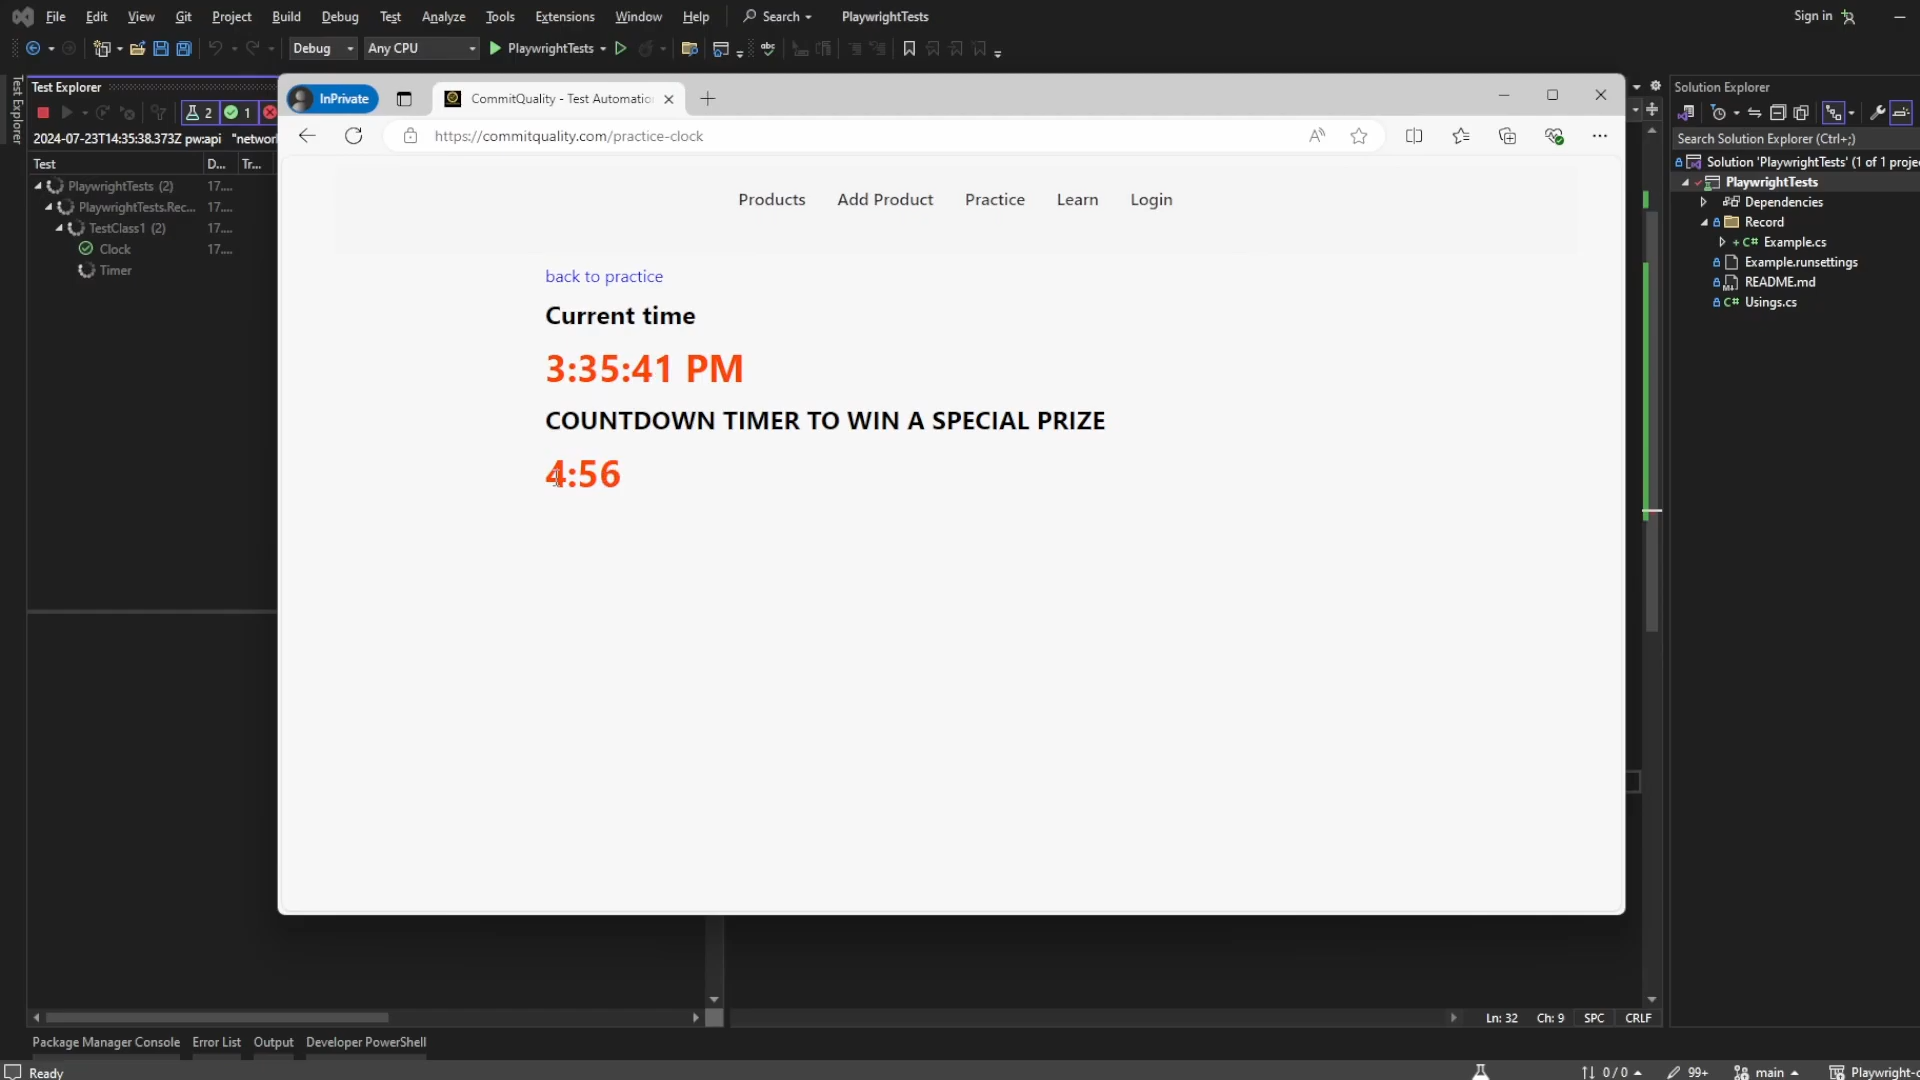 File Edit View Git Project Build Debug Test Analyze Tools Extensions Window Help Search PlaywrightTests Sign in
Debug Any CPU PlaywrightTests
Test Explorer
Test Explorer
2 1
2024-07-23T14:35:38.373Z pw:api "networ
Test D... Tr...
PlaywrightTests (2) 17....
PlaywrightTests.Rec... 17....
TestClass1 (2) 17....
Clock 17....
Timer
InPrivate CommitQuality - Test Automatio
https://commitquality.com/practice-clock
Products Add Product Practice Learn Login
back to practice
Current time
3:35:41 PM
COUNTDOWN TIMER TO WIN A SPECIAL PRIZE
4:56
Solution Explorer
Search Solution Explorer (Ctrl+;)
Solution 'PlaywrightTests' (1 of 1 projec
PlaywrightTests
Dependencies
Record
C# Example.cs
Example.runsettings
README.md
C# Usings.cs
Ln: 32 Ch: 9 SPC CRLF
Package Manager Console Error List Output Developer PowerShell
Ready 0 / 0 99+ main Playwright-c